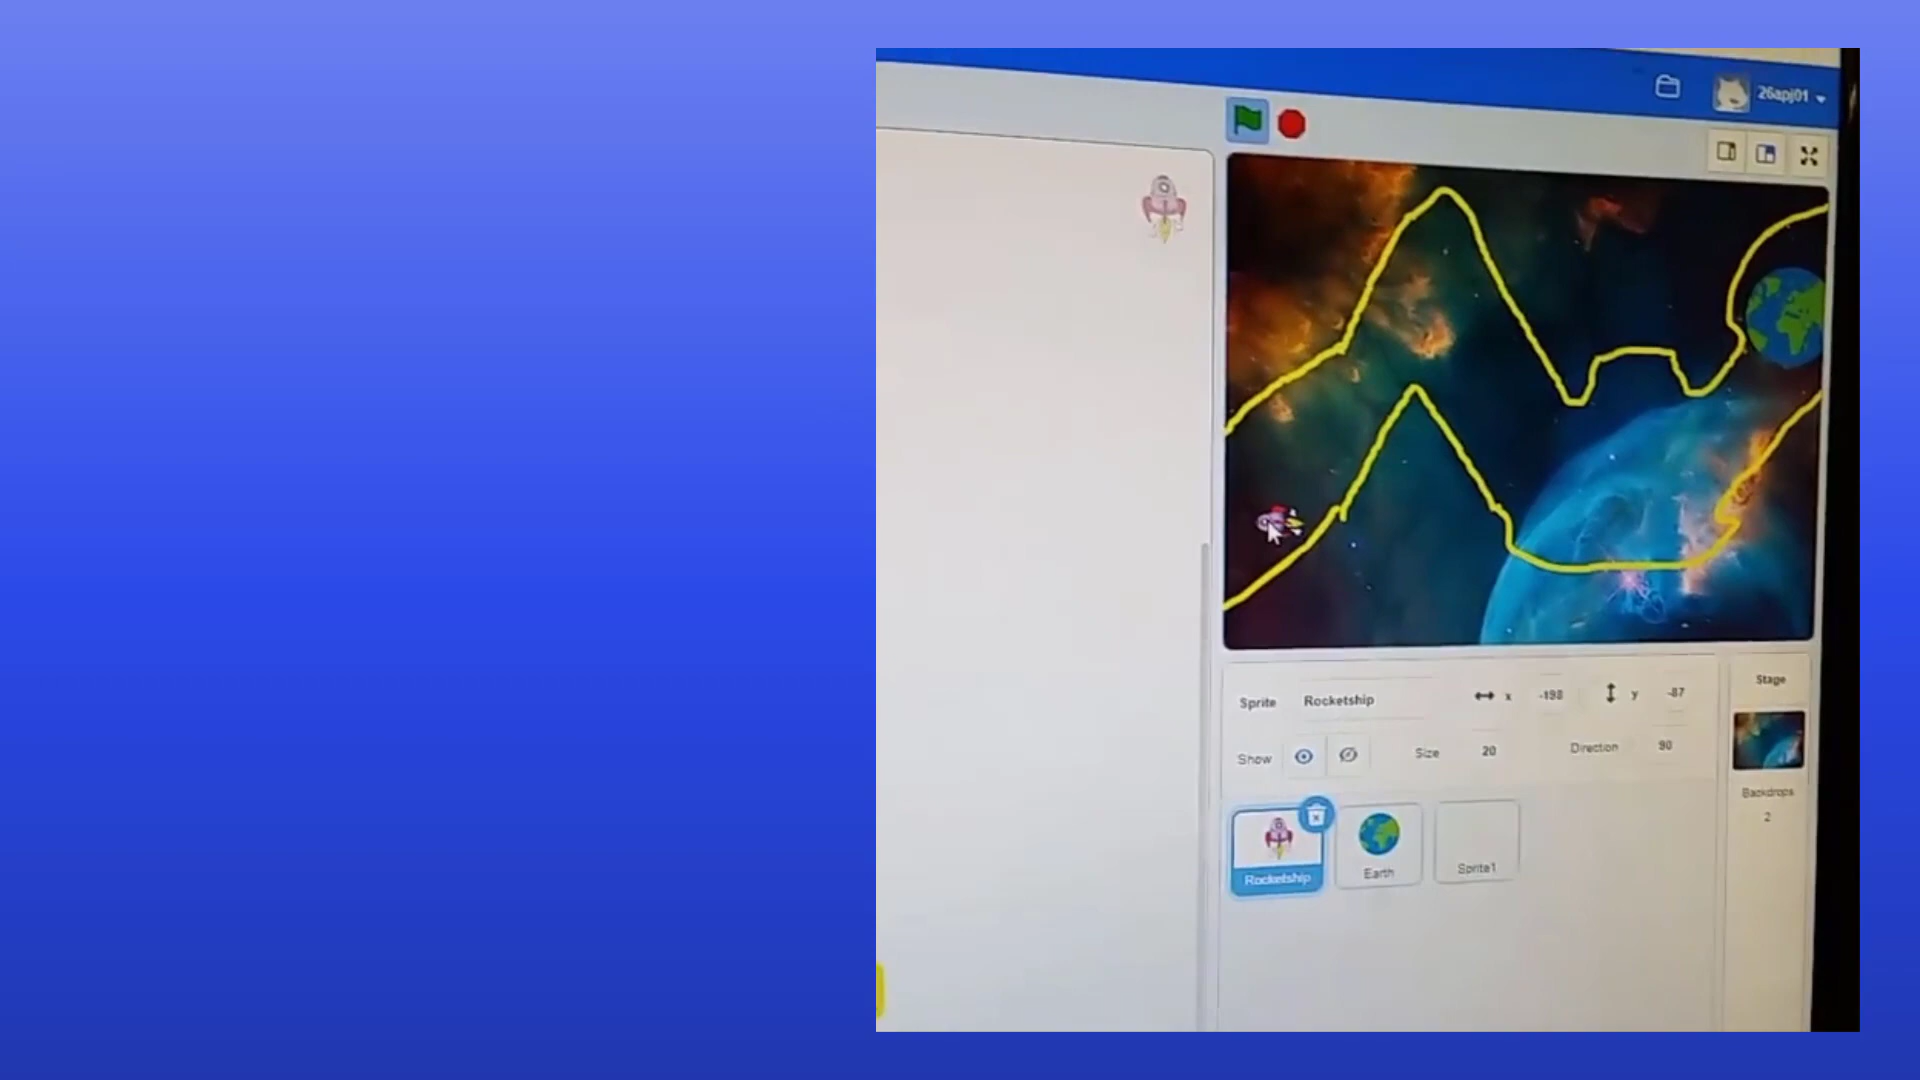 26apj01
Sprite Rocketship x -198 y -87
Show Size 20 Direction 90
Stage
Backdrops
2
Rocketship
Earth
Sprite1